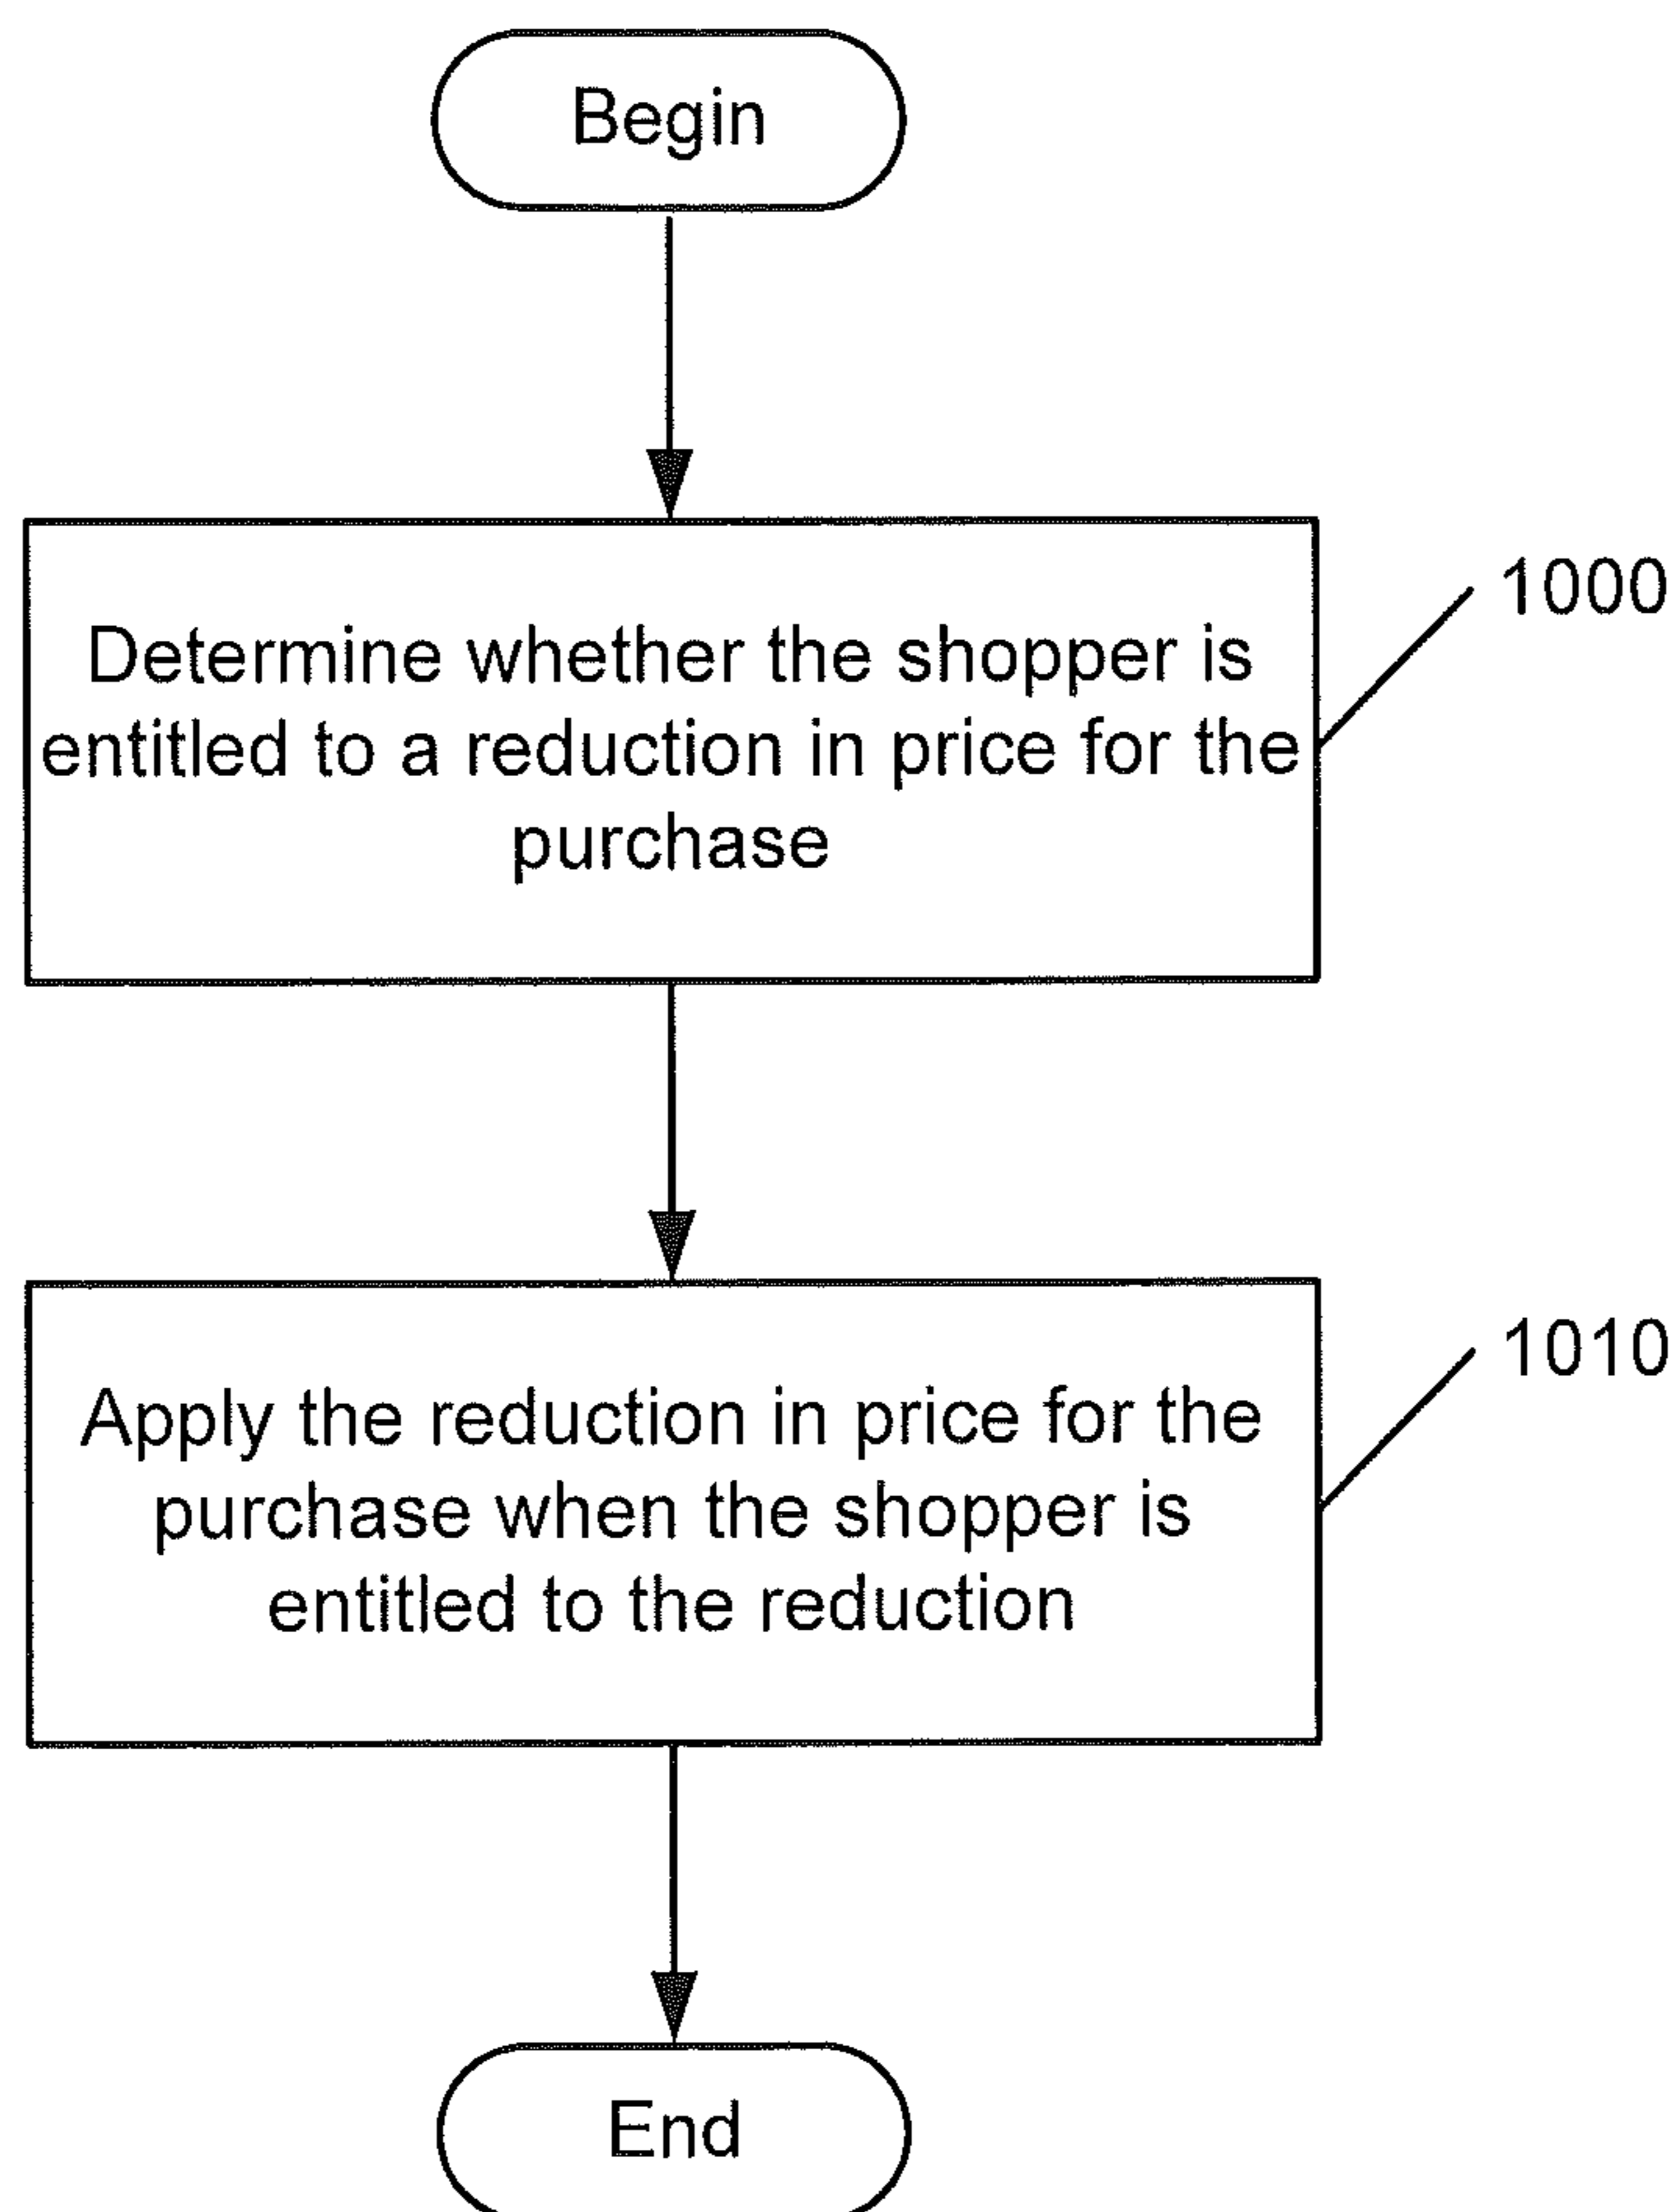 Begin
Determine whether the shopper is
entitled to a reduction in price for the
purchase
1000
Apply the reduction in price for the
purchase when the shopper is
entitled to the reduction
1010
End